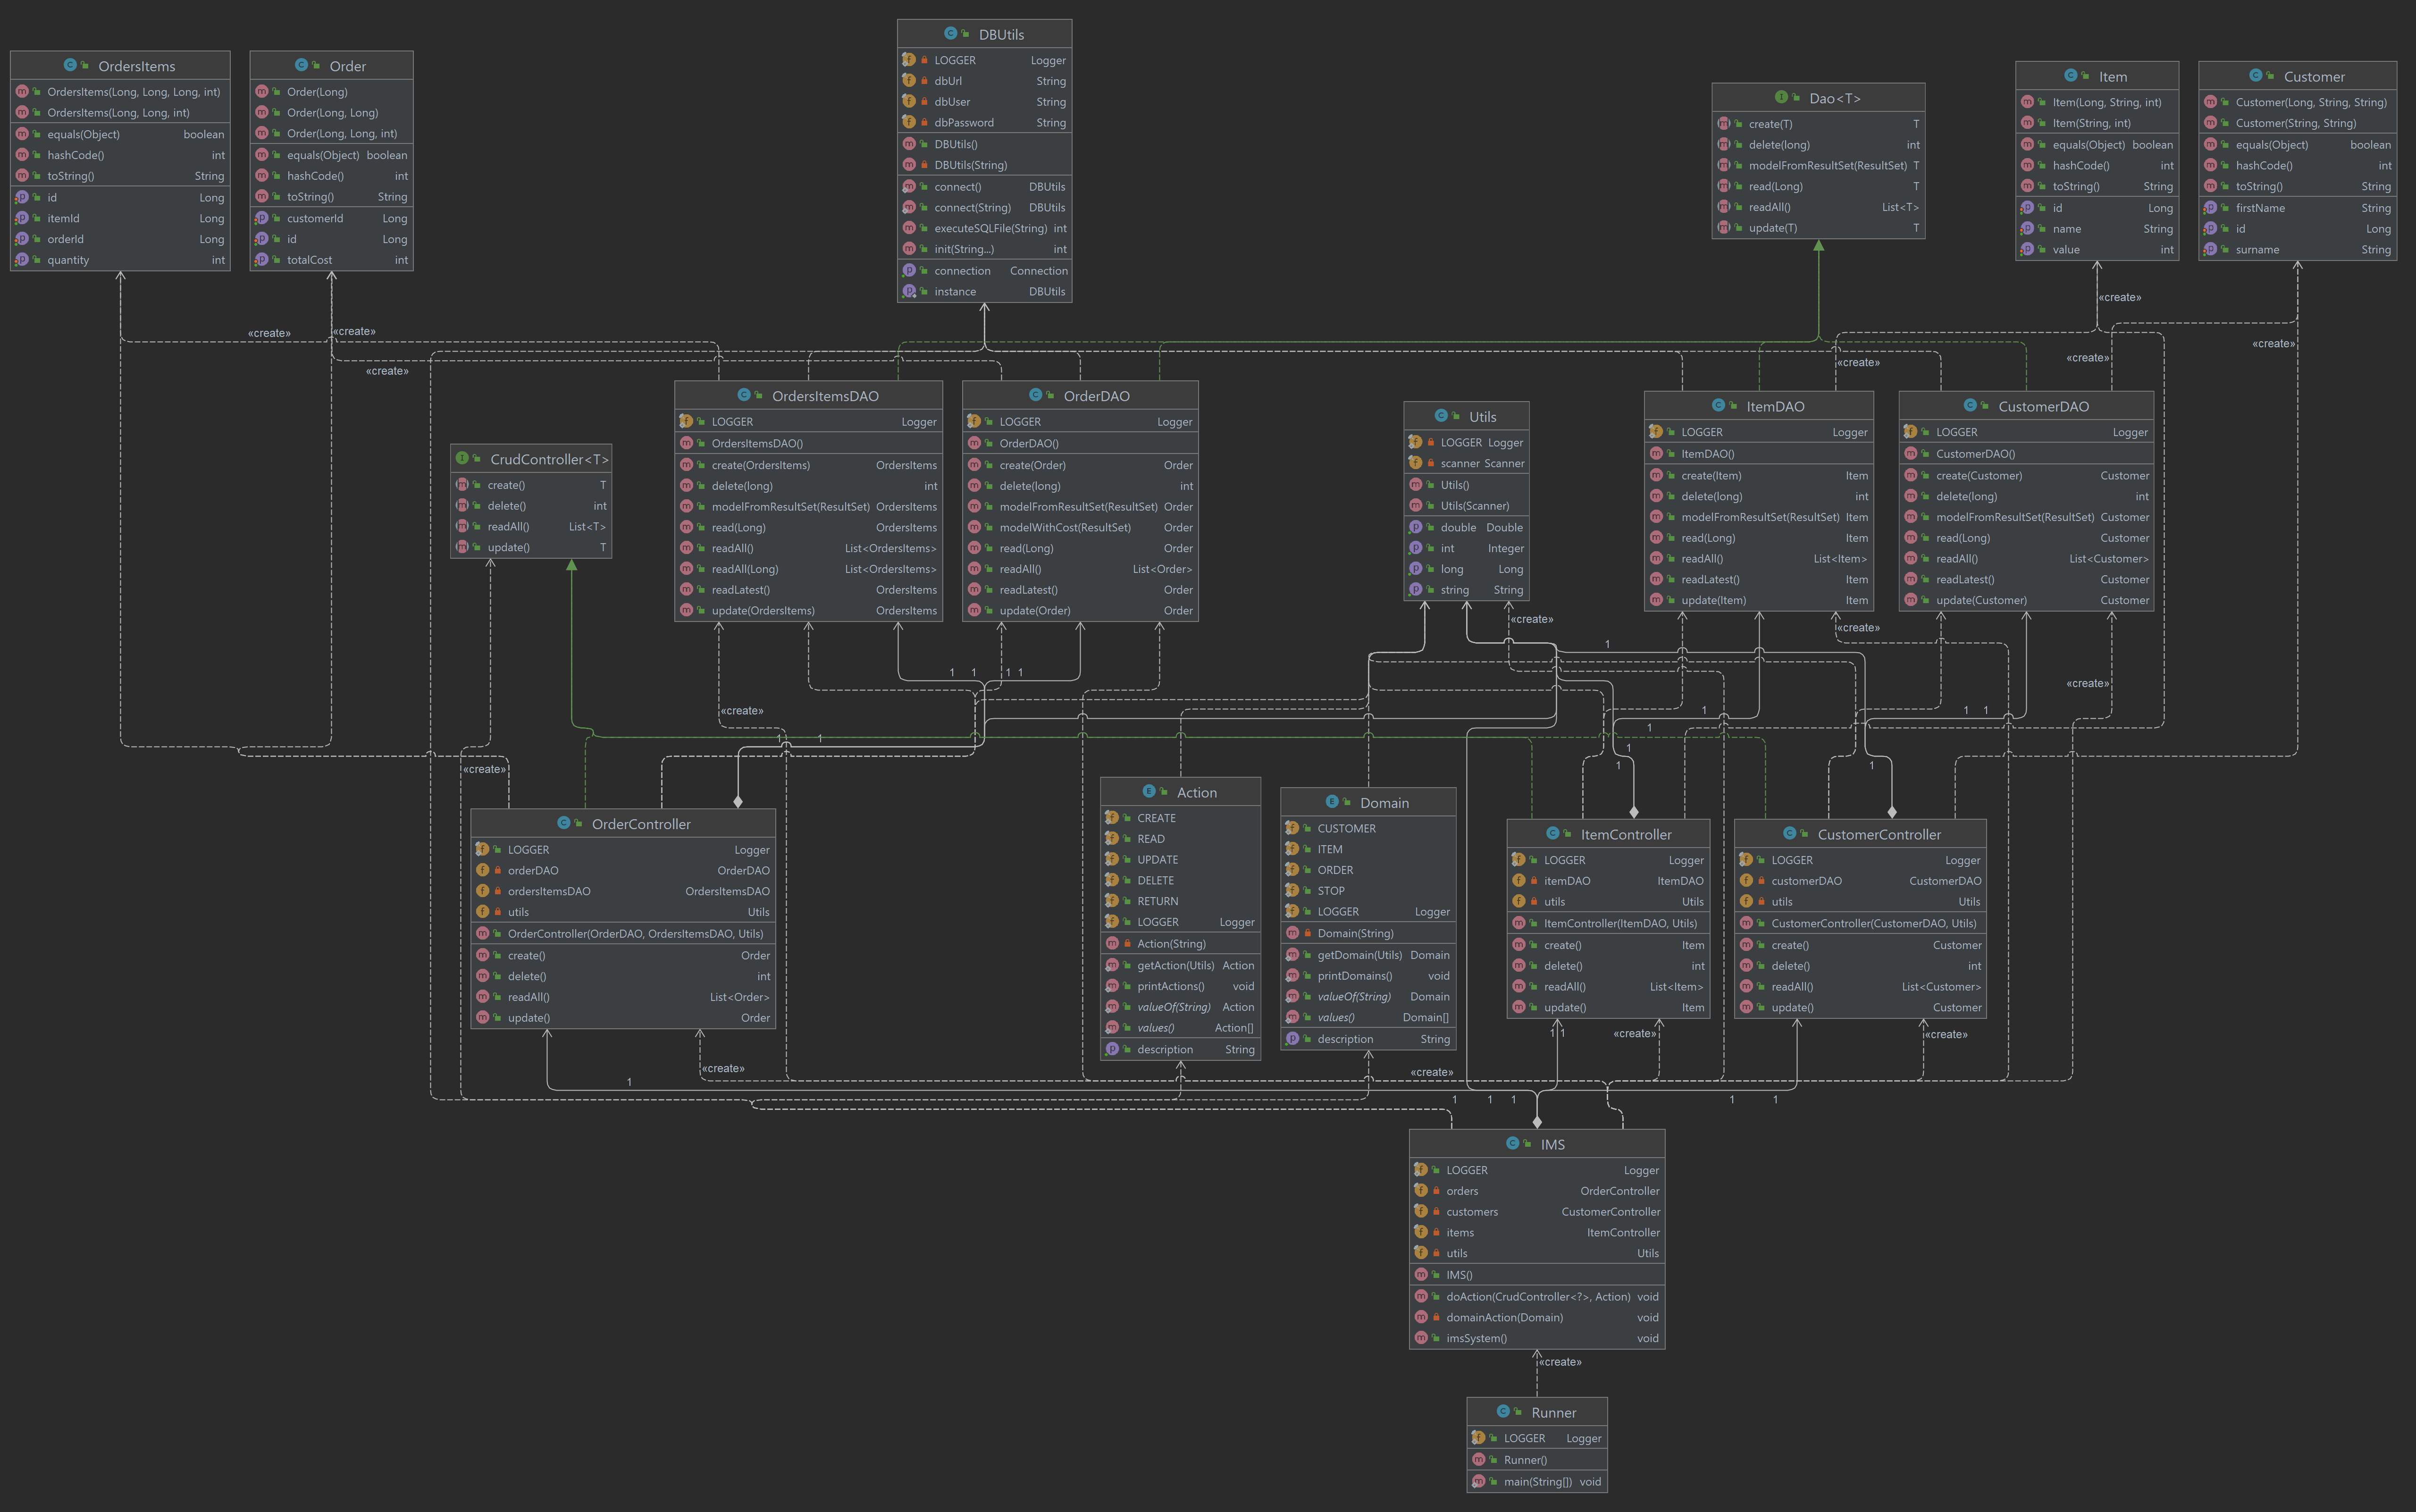 OrdersItems
OrdersItems(Long, Long, Long, int)
OrdersItems(Long, Long, int)
equals(Object) boolean
hashCode() int
toString() String
id Long
itemId Long
orderId Long
quantity int
Order
Order(Long)
Order(Long, Long)
Order(Long, Long, int)
equals(Object) boolean
hashCode() int
toString() String
customerId Long
id Long
totalCost int
DBUtils
LOGGER Logger
dbUrl String
dbUser String
dbPassword String
DBUtils()
DBUtils(String)
connect() DBUtils
connect(String) DBUtils
executeSQLFile(String) int
init(String...) int
connection Connection
instance DBUtils
Dao<T>
create(T) T
delete(long) int
modelFromResultSet(ResultSet) T
read(Long) T
readAll() List<T>
update(T) T
Item
Item(Long, String, int)
Item(String, int)
equals(Object) boolean
hashCode() int
toString() String
id Long
name String
value int
Customer
Customer(Long, String, String)
Customer(String, String)
equals(Object) boolean
hashCode() int
toString() String
firstName String
id Long
surname String
«create»
«create»
«create»
«create»
«create»
«create»
«create»
OrdersItemsDAO
LOGGER Logger
OrdersItemsDAO()
create(OrdersItems) OrdersItems
delete(long) int
modelFromResultSet(ResultSet) OrdersItems
read(Long) OrdersItems
readAll() List<OrdersItems>
readAll(Long) List<OrdersItems>
readLatest() OrdersItems
update(OrdersItems) OrdersItems
OrderDAO
LOGGER Logger
OrderDAO()
create(Order) Order
delete(long) int
modelFromResultSet(ResultSet) Order
modelWithCost(ResultSet) Order
read(Long) Order
readAll() List<Order>
readLatest() Order
update(Order) Order
CrudController<T>
create() T
delete() int
readAll() List<T>
update() T
Utils
LOGGER Logger
scanner Scanner
Utils()
Utils(Scanner)
double Double
int Integer
long Long
string String
ItemDAO
LOGGER Logger
ItemDAO()
create(Item) Item
delete(long) int
modelFromResultSet(ResultSet) Item
read(Long) Item
readAll() List<Item>
readLatest() Item
update(Item) Item
CustomerDAO
LOGGER Logger
CustomerDAO()
create(Customer) Customer
delete(long) int
modelFromResultSet(ResultSet) Customer
read(Long) Customer
readAll() List<Customer>
readLatest() Customer
update(Customer) Customer
«create»
«create»
1
1 1 1 1
«create»
«create»
1 1 1
1 1 1
1
1 1
«create»
OrderController
LOGGER Logger
orderDAO OrderDAO
ordersItemsDAO OrdersItemsDAO
utils Utils
OrderController(OrderDAO, OrdersItemsDAO, Utils)
create() Order
delete() int
readAll() List<Order>
update() Order
Action
CREATE
READ
UPDATE
DELETE
RETURN
LOGGER Logger
Action(String)
getAction(Utils) Action
printActions() void
valueOf(String) Action
values() Action[]
description String
Domain
CUSTOMER
ITEM
ORDER
STOP
LOGGER Logger
Domain(String)
getDomain(Utils) Domain
printDomains() void
valueOf(String) Domain
values() Domain[]
description String
ItemController
LOGGER Logger
itemDAO ItemDAO
utils Utils
ItemController(ItemDAO, Utils)
create() Item
delete() int
readAll() List<Item>
update() Item
CustomerController
LOGGER Logger
customerDAO CustomerDAO
utils Utils
CustomerController(CustomerDAO, Utils)
create() Customer
delete() int
readAll() List<Customer>
update() Customer
1 1 «create» «create»
«create» «create»
1
1 1 1 1 1
IMS
LOGGER Logger
orders OrderController
customers CustomerController
items ItemController
utils Utils
IMS()
doAction(CrudController<?>, Action) void
domainAction(Domain) void
imsSystem() void
«create»
Runner
LOGGER Logger
Runner()
main(String[]) void